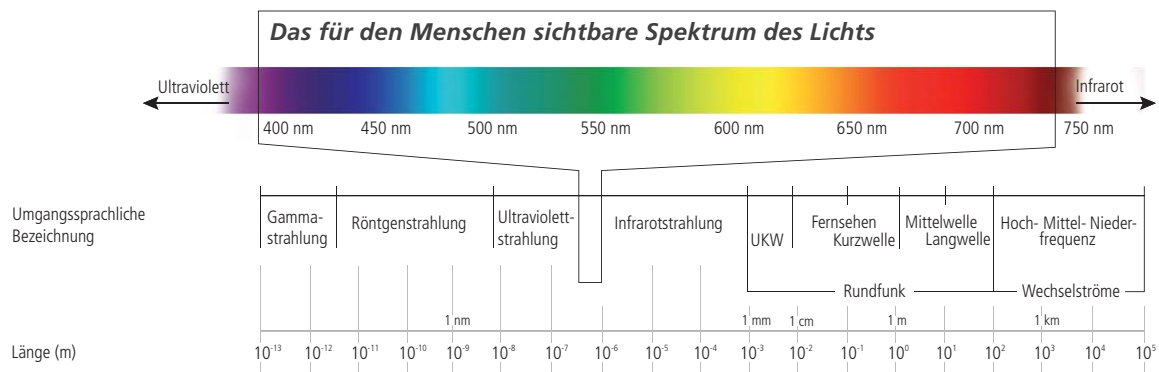 Das für den Menschen sichtbare Spektrum des Lichts
Ultraviolett
Infrarot
400 nm 450 nm 500 nm 550 nm 600 nm 650 nm 700 nm 750 nm
Umgangssprachliche
Bezeichnung
Gamma-
strahlung
Röntgenstrahlung
Ultraviolett-
strahlung
Infrarotstrahlung
UKW
Fernsehen
Kurzwelle
Mittelwelle
Langwelle
Hoch- Mittel- Nieder-
frequenz
Rundfunk
Wechselströme
1 nm 1 mm 1 cm 1 m 1 km
Länge (m)
10⁻¹³ 10⁻¹² 10⁻¹¹ 10⁻¹⁰ 10⁻⁹ 10⁻⁸ 10⁻⁷ 10⁻⁶ 10⁻⁵ 10⁻⁴ 10⁻³ 10⁻² 10⁻¹ 10⁰ 10¹ 10² 10³ 10⁴ 10⁵